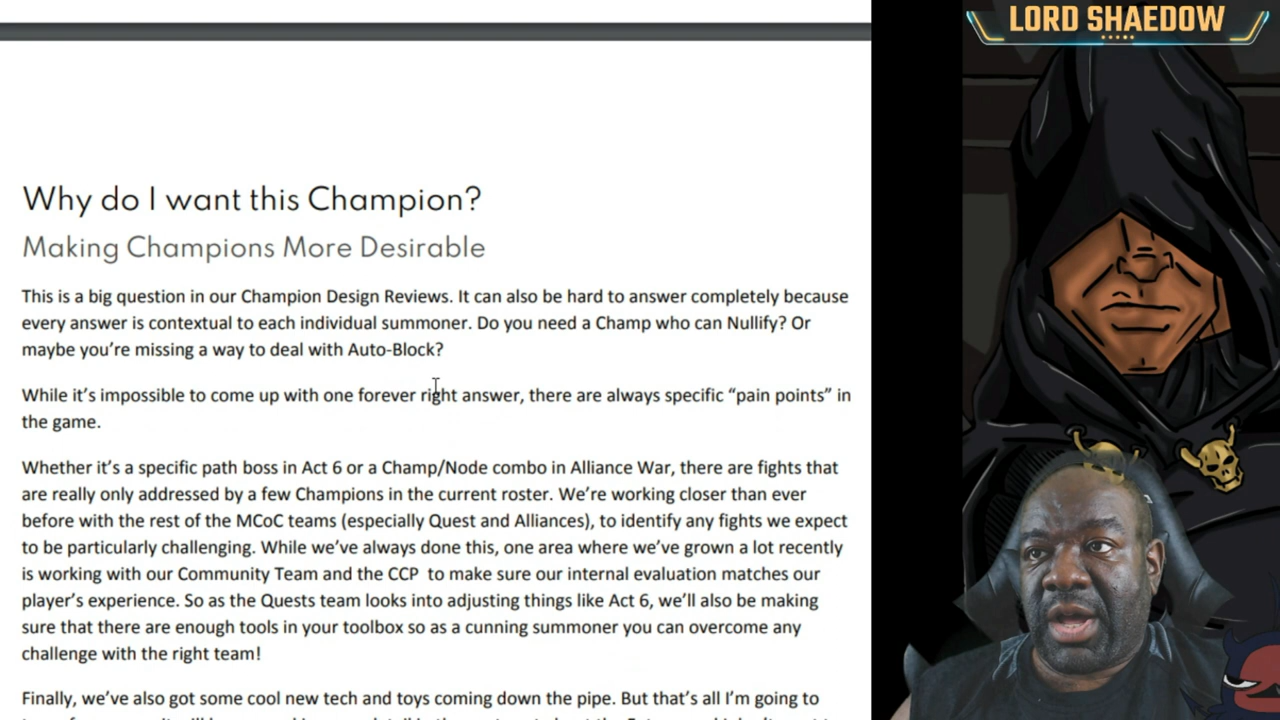 LORD SHAEDOW
Why do I want this Champion?
Making Champions More Desirable
This is a big question in our Champion Design Reviews. It can also be hard to answer completely because
every answer is contextual to each individual summoner. Do you need a Champ who can Nullify? Or
maybe you’re missing a way to deal with Auto-Block?
While it’s impossible to come up with one forever right answer, there are always specific “pain points” in
the game.
Whether it’s a specific path boss in Act 6 or a Champ/Node combo in Alliance War, there are fights that
are really only addressed by a few Champions in the current roster. We’re working closer than ever
before with the rest of the MCoC teams (especially Quest and Alliances), to identify any fights we expect
to be particularly challenging. While we’ve always done this, one area where we’ve grown a lot recently
is working with our Community Team and the CCP  to make sure our internal evaluation matches our
player’s experience. So as the Quests team looks into adjusting things like Act 6, we’ll also be making
sure that there are enough tools in your toolbox so as a cunning summoner you can overcome any
challenge with the right team!
Finally, we’ve also got some cool new tech and toys coming down the pipe. But that’s all I’m going to